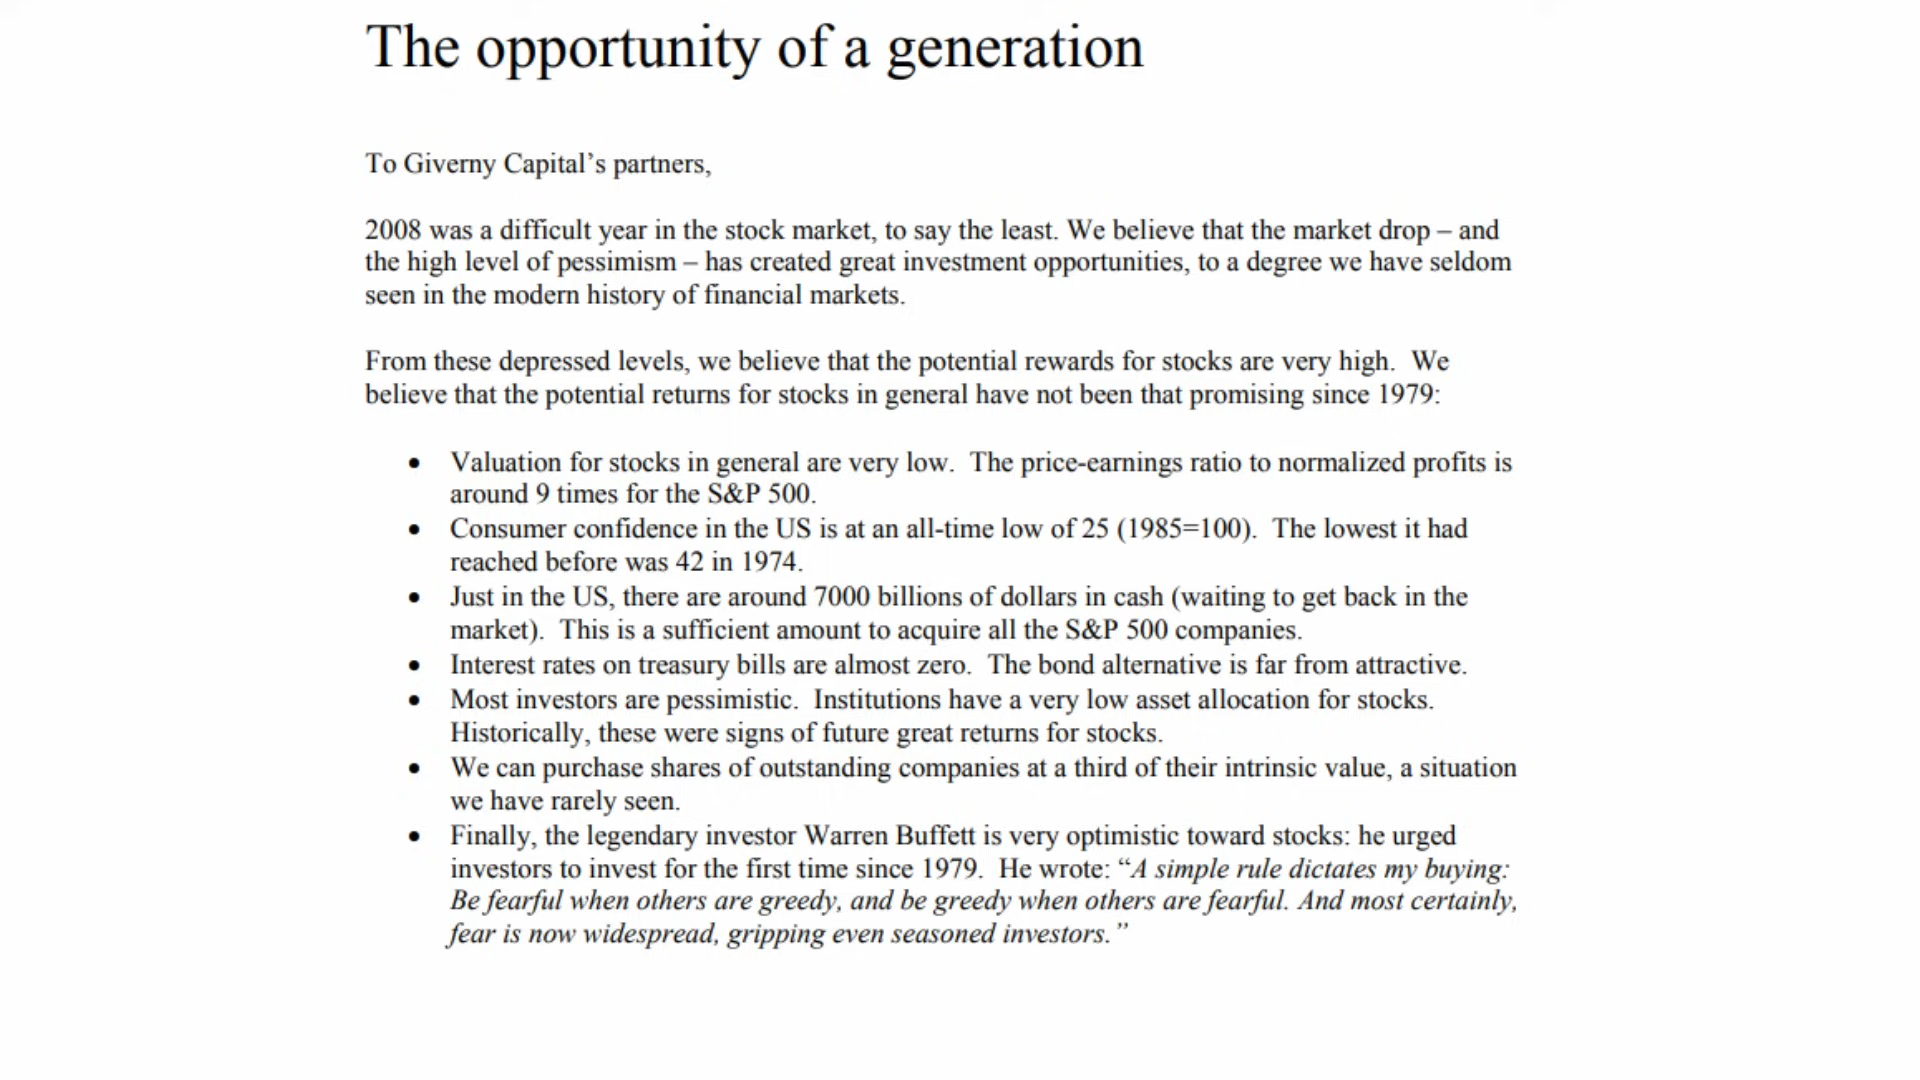 The opportunity of a generation
To Giverny Capital’s partners,
2008 was a difficult year in the stock market, to say the least. We believe that the market drop – and
the high level of pessimism – has created great investment opportunities, to a degree we have seldom
seen in the modern history of financial markets.
From these depressed levels, we believe that the potential rewards for stocks are very high.  We
believe that the potential returns for stocks in general have not been that promising since 1979:
• Valuation for stocks in general are very low.  The price-earnings ratio to normalized profits is
around 9 times for the S&P 500.
• Consumer confidence in the US is at an all-time low of 25 (1985=100).  The lowest it had
reached before was 42 in 1974.
• Just in the US, there are around 7000 billions of dollars in cash (waiting to get back in the
market).  This is a sufficient amount to acquire all the S&P 500 companies.
• Interest rates on treasury bills are almost zero.  The bond alternative is far from attractive.
• Most investors are pessimistic.  Institutions have a very low asset allocation for stocks.
Historically, these were signs of future great returns for stocks.
• We can purchase shares of outstanding companies at a third of their intrinsic value, a situation
we have rarely seen.
• Finally, the legendary investor Warren Buffett is very optimistic toward stocks: he urged
investors to invest for the first time since 1979.  He wrote: “A simple rule dictates my buying:
Be fearful when others are greedy, and be greedy when others are fearful. And most certainly,
fear is now widespread, gripping even seasoned investors.”